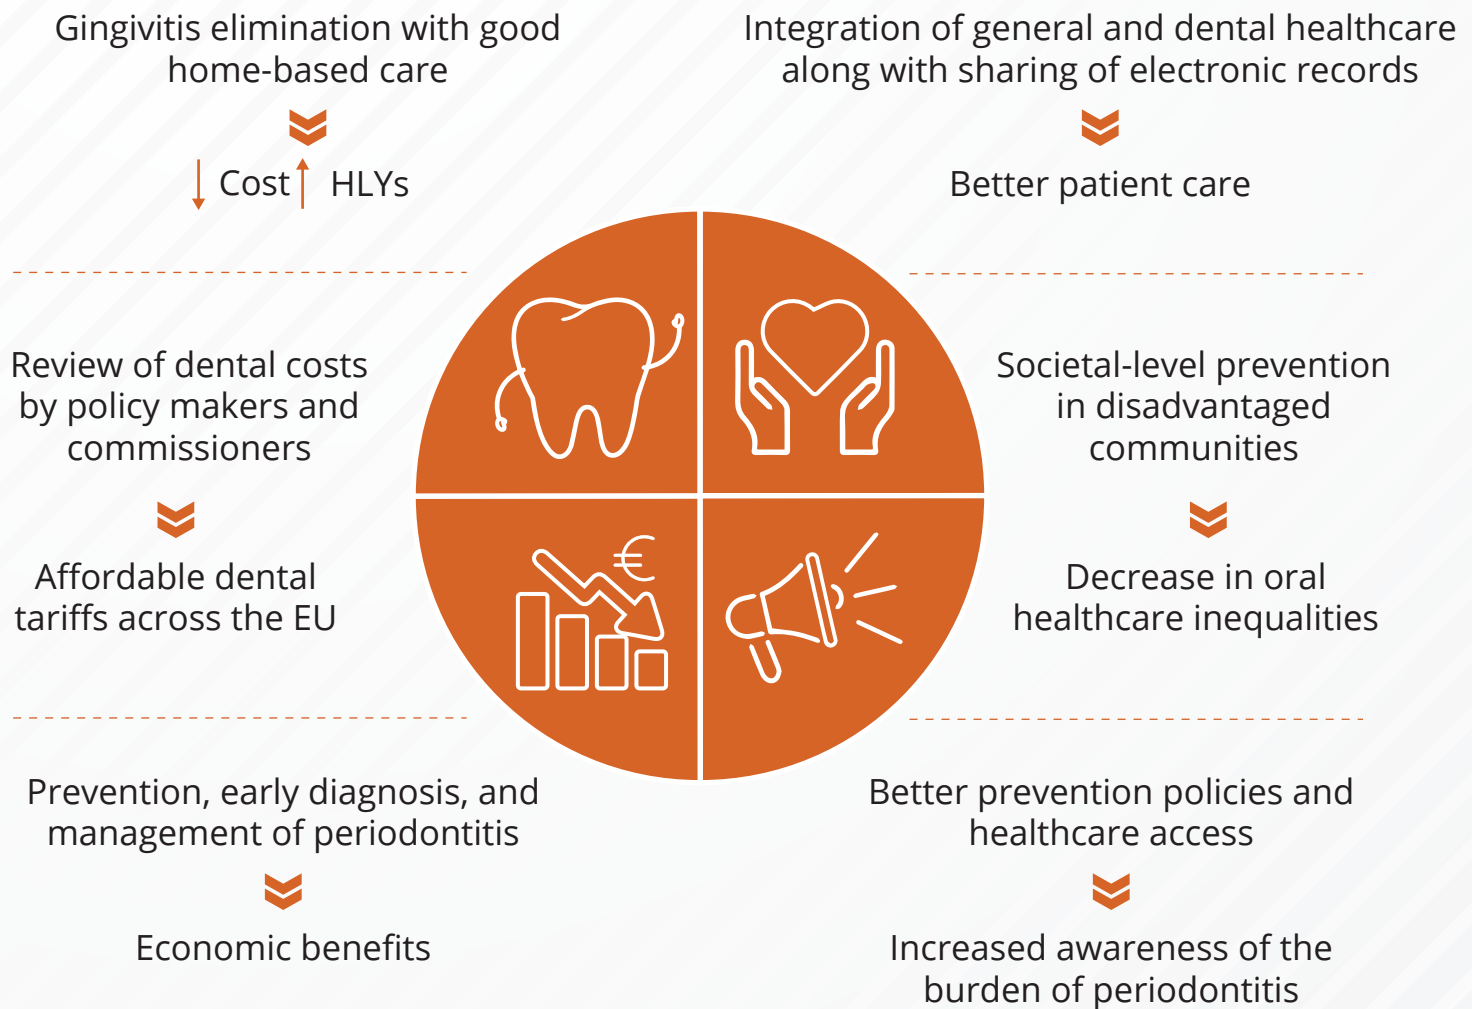 Gingivitis elimination with good
home-based care
↓ Cost ↑ HLYs
Review of dental costs
by policy makers and
commissioners
Affordable dental
tariffs across the EU
Prevention, early diagnosis, and
management of periodontitis
Economic benefits
Integration of general and dental healthcare
along with sharing of electronic records
Better patient care
Societal-level prevention
in disadvantaged
communities
Decrease in oral
healthcare inequalities
Better prevention policies and
healthcare access
Increased awareness of the
burden of periodontitis
€